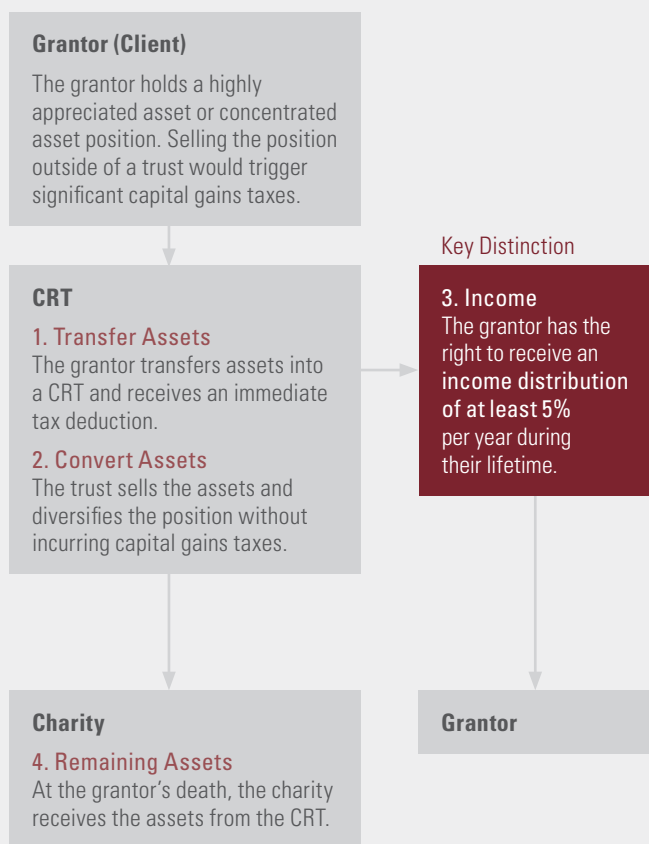 Grantor (Client)
The grantor holds a highly
appreciated asset or concentrated
asset position. Selling the position
outside of a trust would trigger
significant capital gains taxes.
CRT
1. Transfer Assets
The grantor transfers assets into
a CRT and receives an immediate
tax deduction.
2. Convert Assets
The trust sells the assets and
diversifies the position without
incurring capital gains taxes.
Key Distinction
3. Income
The grantor has the
right to receive an
income distribution
of at least 5%
per year during
their lifetime.
Charity
4. Remaining Assets
At the grantor’s death, the charity
receives the assets from the CRT.
Grantor